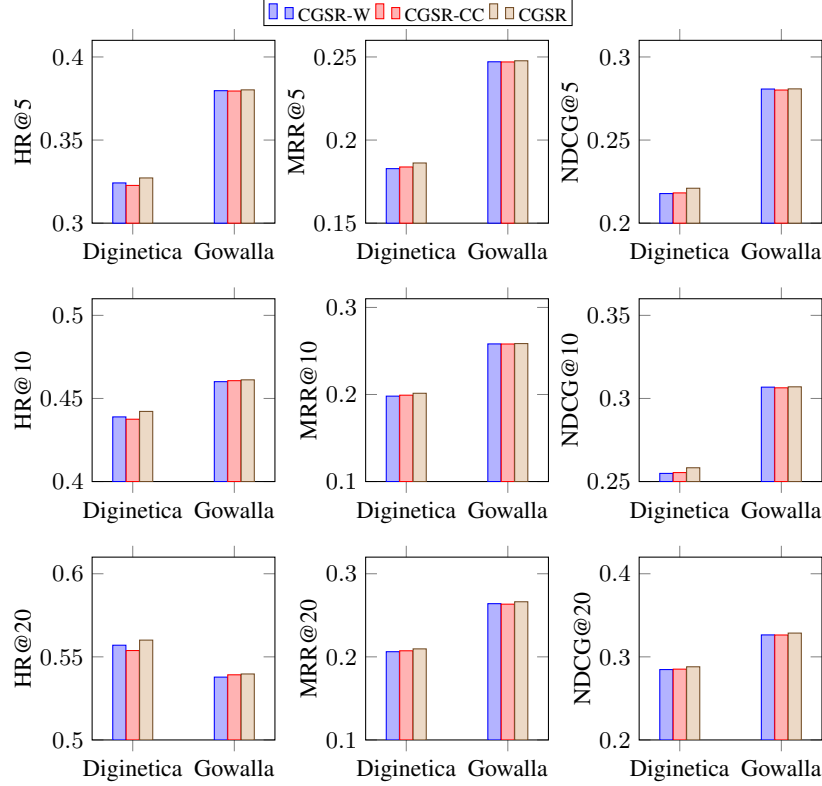 CGSR-W CGSR-CC CGSR
0.4
0.35
0.3
HR@5
Diginetica Gowalla
0.25
0.2
0.15
MRR@5
Diginetica Gowalla
0.3
0.2
NDCG@5
Diginetica Gowalla
0.5
0.45
0.4
HR@10
Diginetica Gowalla
0.3
0.2
0.1
MRR@10
Diginetica Gowalla
0.35
0.3
0.25
NDCG@10
Diginetica Gowalla
0.6
0.55
0.5
HR@20
Diginetica Gowalla
0.3
0.2
0.1
MRR@20
Diginetica Gowalla
0.4
0.3
0.2
NDCG@20
Diginetica Gowalla